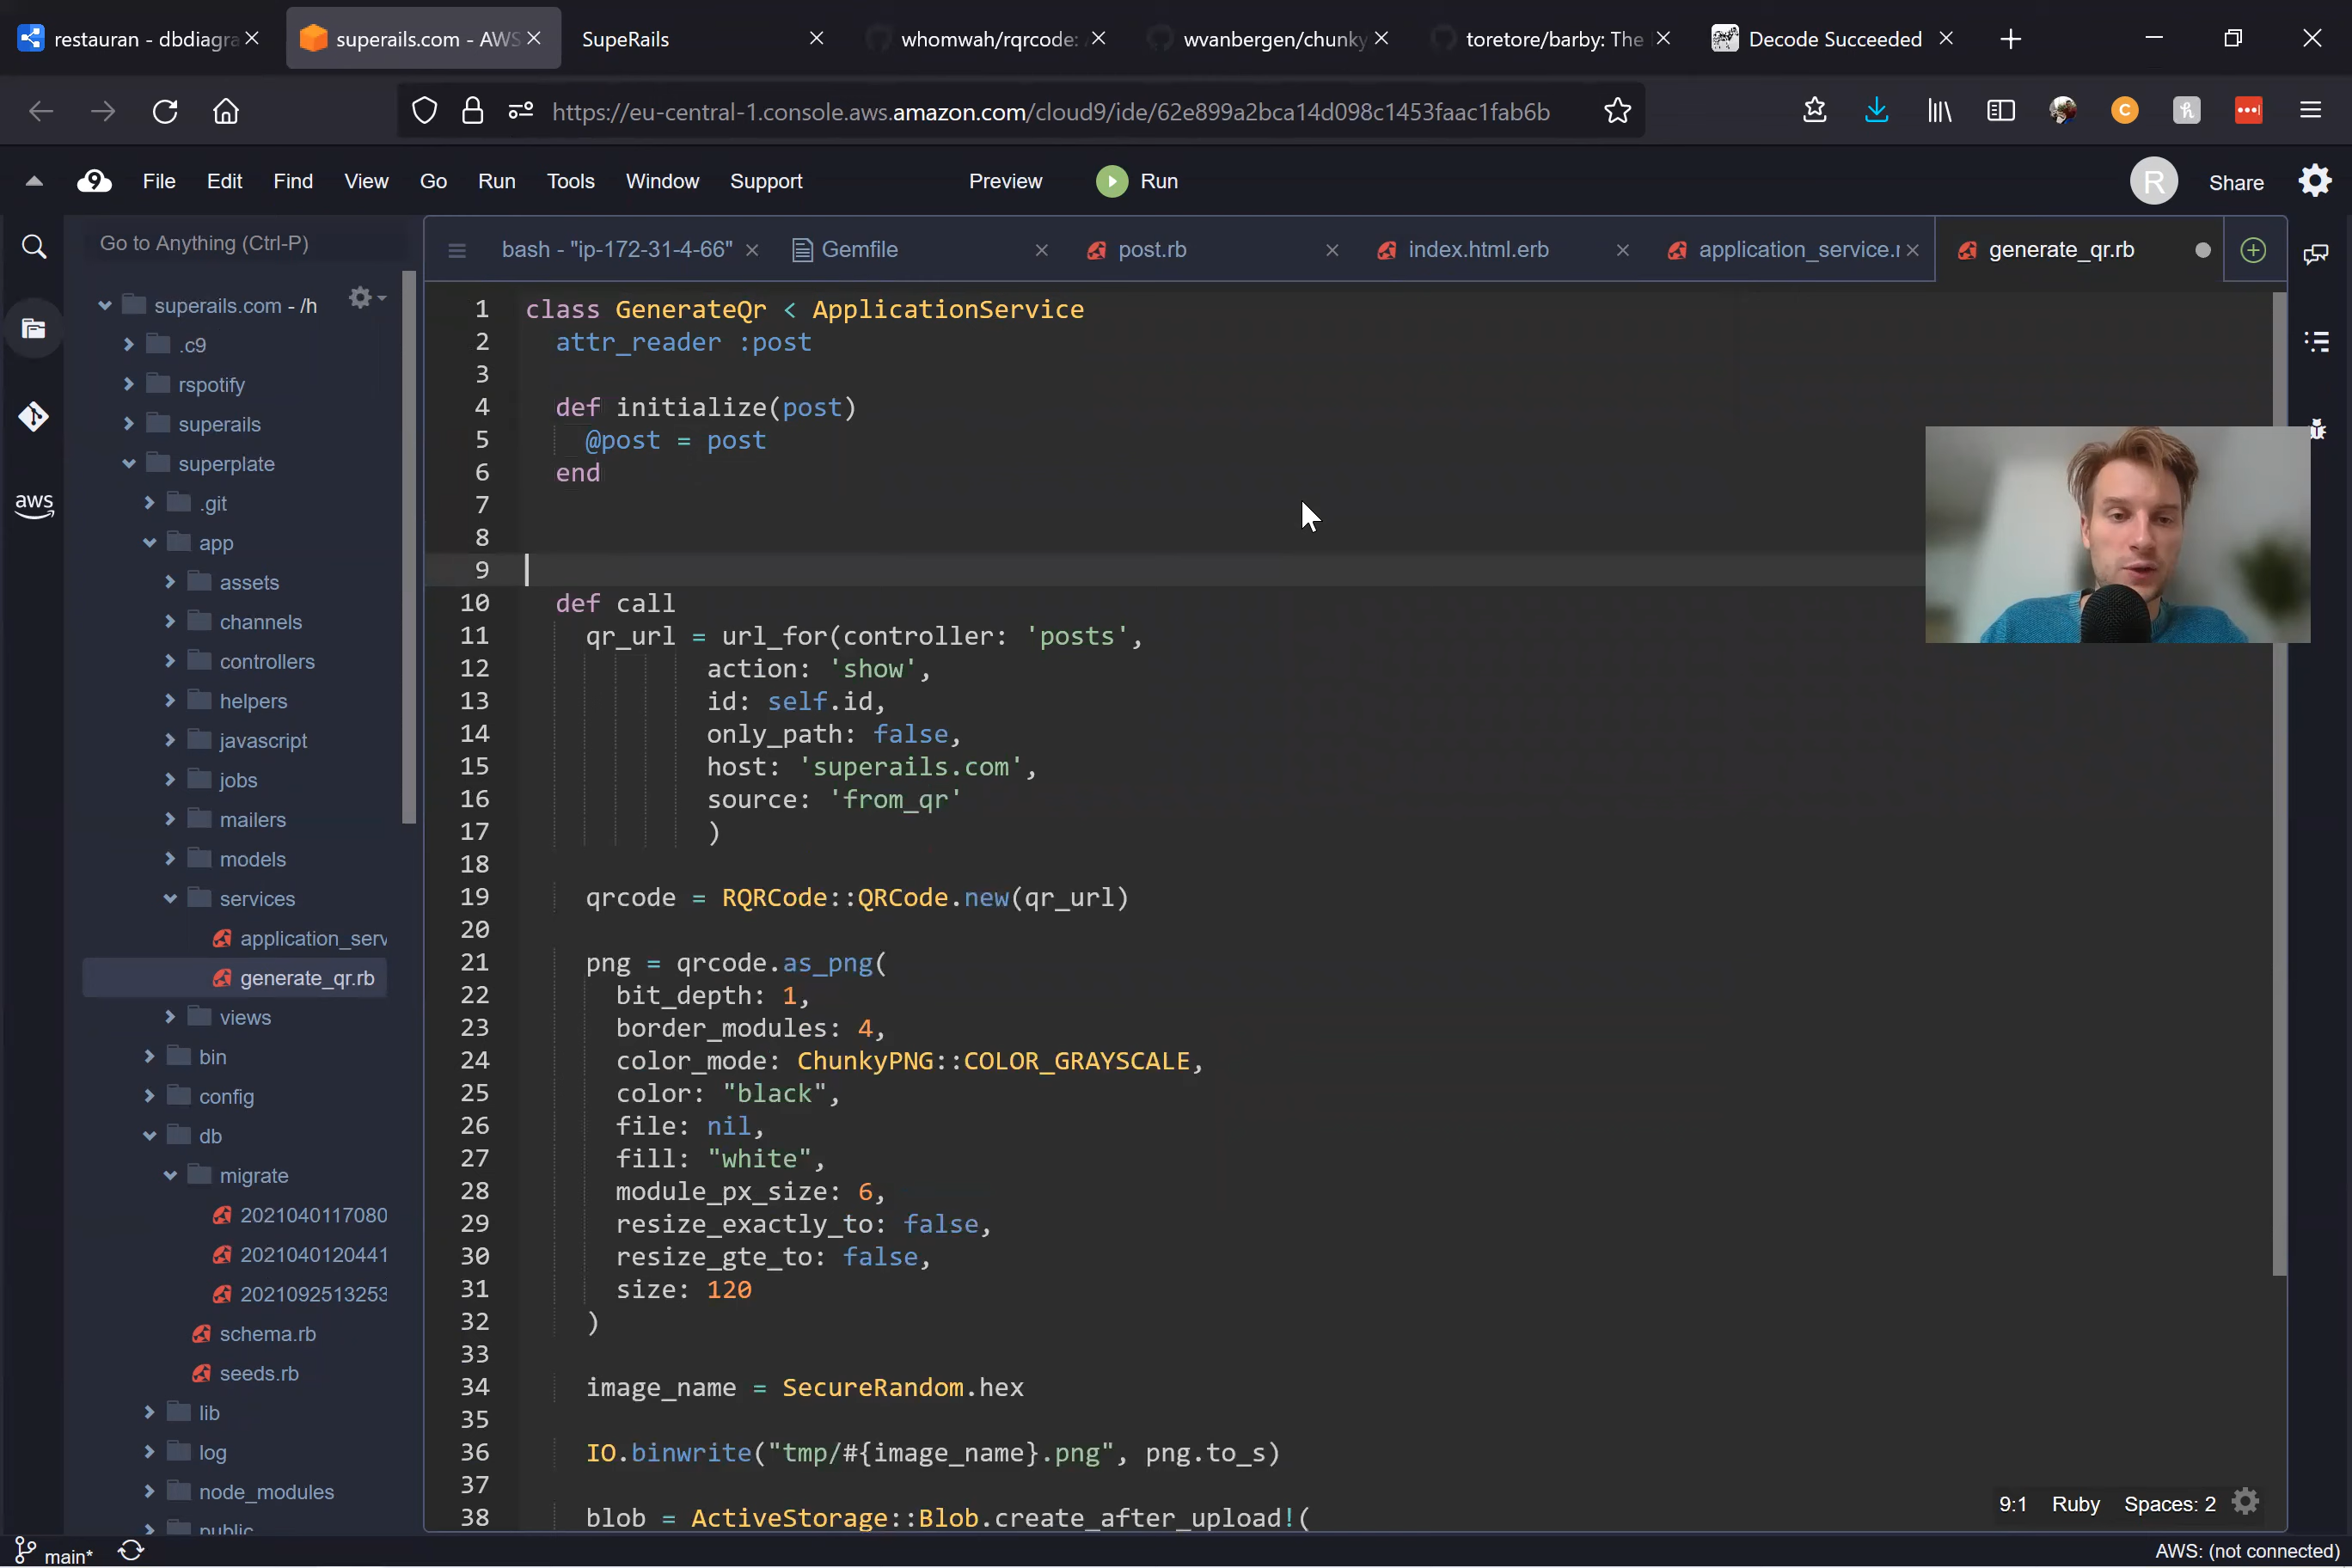 restauran - dbdiagra
superails.com - AWS
SupeRails
whomwah/rqrcode:
wvanbergen/chunky
toretore/barby: The
Decode Succeeded
https://eu-central-1.console.aws.amazon.com/cloud9/ide/62e899a2bca14d098c1453faac1fab6b
9 File Edit Find View Go Run Tools Window Support Preview Run R Share
Go to Anything (Ctrl-P)
bash - "ip-172-31-4-66"
Gemfile
post.rb
index.html.erb
application_service.r
generate_qr.rb
aws
superails.com - /h
.c9
rspotify
superails
superplate
.git
app
assets
channels
controllers
helpers
javascript
jobs
mailers
models
services
application_serv
generate_qr.rb
views
bin
config
db
migrate
2021040117080
2021040120441
2021092513253
schema.rb
seeds.rb
lib
log
node_modules
public
1 class GenerateQr < ApplicationService
2 attr_reader :post
3
4 def initialize(post)
5 @post = post
6 end
7
8
9
10 def call
11 qr_url = url_for(controller: 'posts',
12 action: 'show',
13 id: self.id,
14 only_path: false,
15 host: 'superails.com',
16 source: 'from_qr'
17 )
18
19 qrcode = RQRCode::QRCode.new(qr_url)
20
21 png = qrcode.as_png(
22 bit_depth: 1,
23 border_modules: 4,
24 color_mode: ChunkyPNG::COLOR_GRAYSCALE,
25 color: "black",
26 file: nil,
27 fill: "white",
28 module_px_size: 6,
29 resize_exactly_to: false,
30 resize_gte_to: false,
31 size: 120
32 )
33
34 image_name = SecureRandom.hex
35
36 IO.binwrite("tmp/#{image_name}.png", png.to_s)
37
38 blob = ActiveStorage::Blob.create_after_upload!(
9:1 Ruby Spaces: 2
main*
AWS: (not connected)